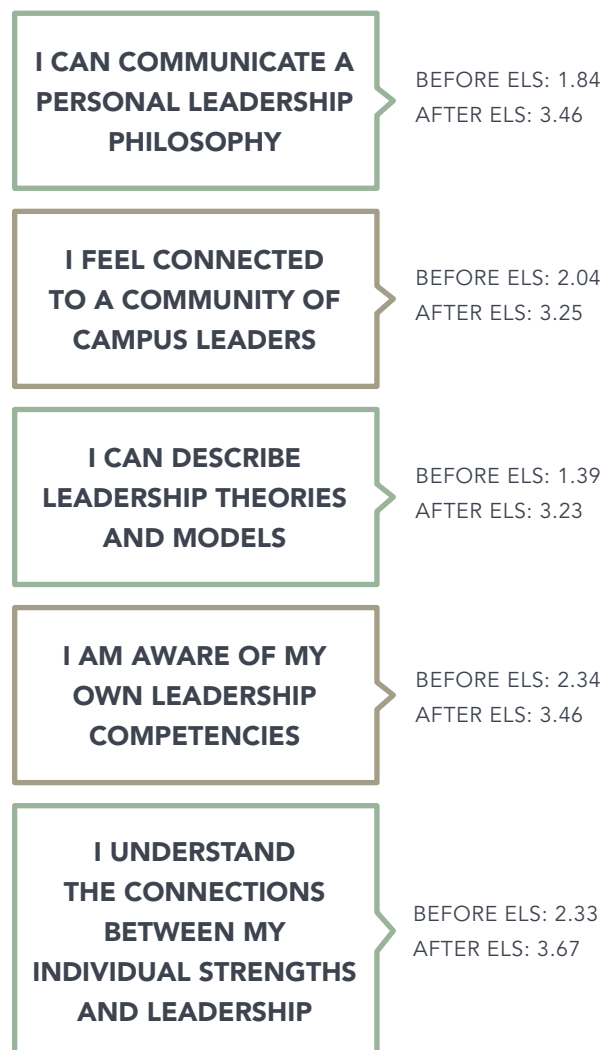 I CAN COMMUNICATE A
PERSONAL LEADERSHIP
PHILOSOPHY
BEFORE ELS: 1.84
AFTER ELS: 3.46
I FEEL CONNECTED
TO A COMMUNITY OF
CAMPUS LEADERS
BEFORE ELS: 2.04
AFTER ELS: 3.25
I CAN DESCRIBE
LEADERSHIP THEORIES
AND MODELS
BEFORE ELS: 1.39
AFTER ELS: 3.23
I AM AWARE OF MY
OWN LEADERSHIP
COMPETENCIES
BEFORE ELS: 2.34
AFTER ELS: 3.46
I UNDERSTAND
THE CONNECTIONS
BETWEEN MY
INDIVIDUAL STRENGTHS
AND LEADERSHIP
BEFORE ELS: 2.33
AFTER ELS: 3.67